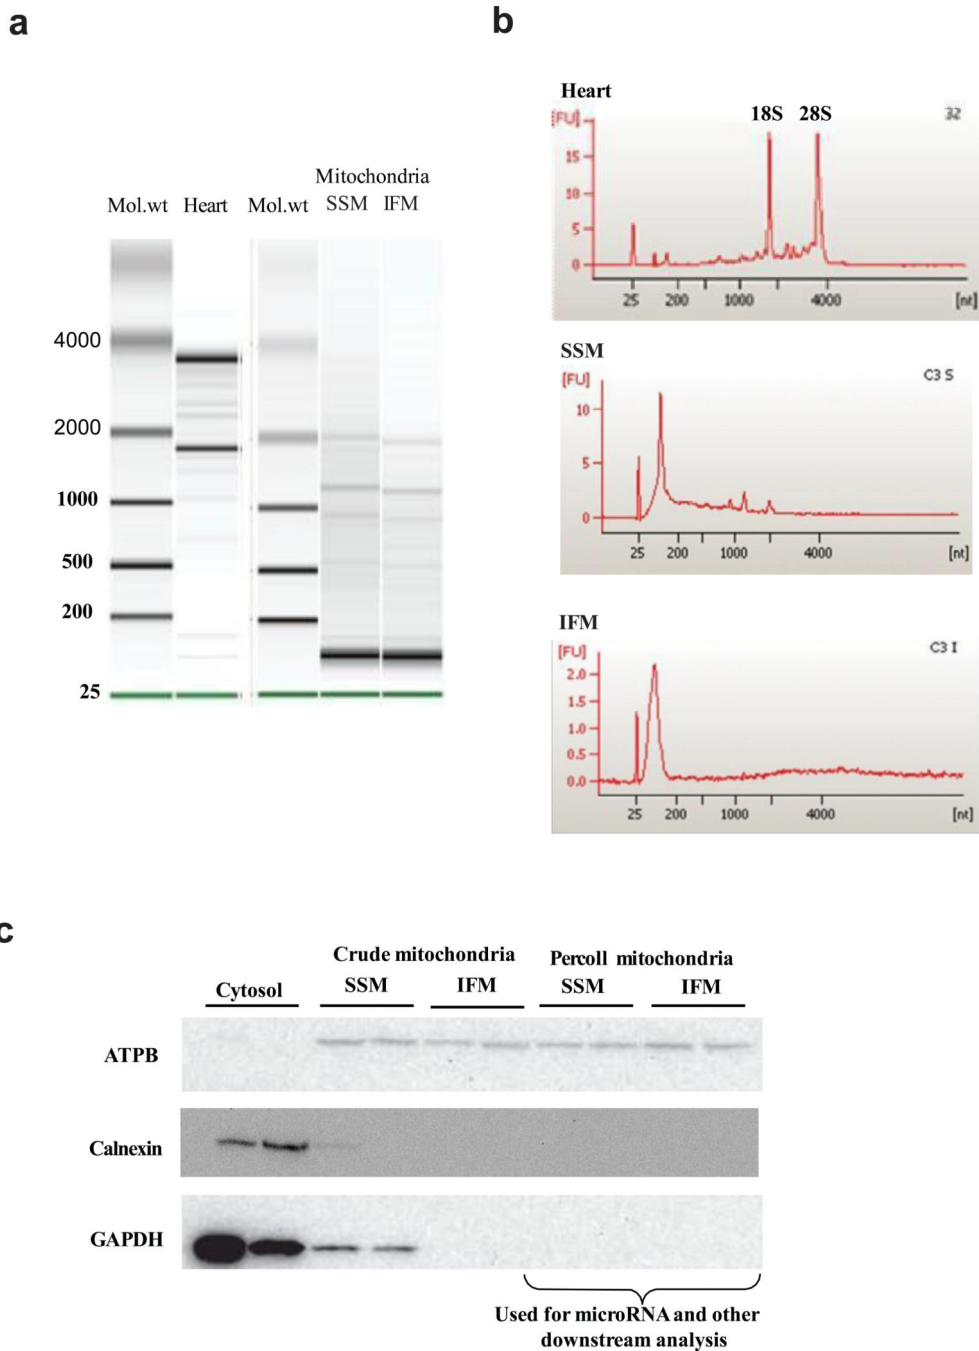 a
Mitochondria
Mol.wt Heart Mol.wt SSM IFM
4000
2000
1000
500
200
25
b
Heart
18S 28S
32
[FU]
15
10
5
0
25 200 1000 4000 [nt]
SSM
C3 S
[FU]
10
5
0
25 200 1000 4000 [nt]
IFM
C3 I
[FU]
2.0
1.5
1.0
0.5
0.0
25 200 1000 4000 [nt]
c
Crude mitochondria Percoll mitochondria
Cytosol SSM IFM SSM IFM
ATPB
Calnexin
GAPDH
Used for microRNA and other
downstream analysis